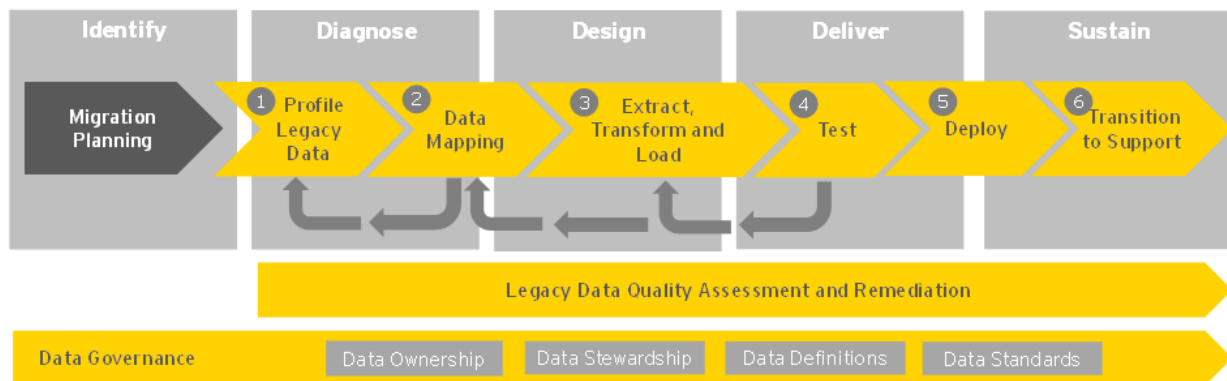 Identify
Diagnose
Design
Deliver
Sustain
Migration
Planning
1
Profile
Legacy
Data
2
Data
Mapping
3
Extract,
Transform and
Load
4
Test
5
Deploy
6
Transition
to Support
Legacy Data Quality Assessment and Remediation
Data Governance
Data Ownership
Data Stewardship
Data Definitions
Data Standards